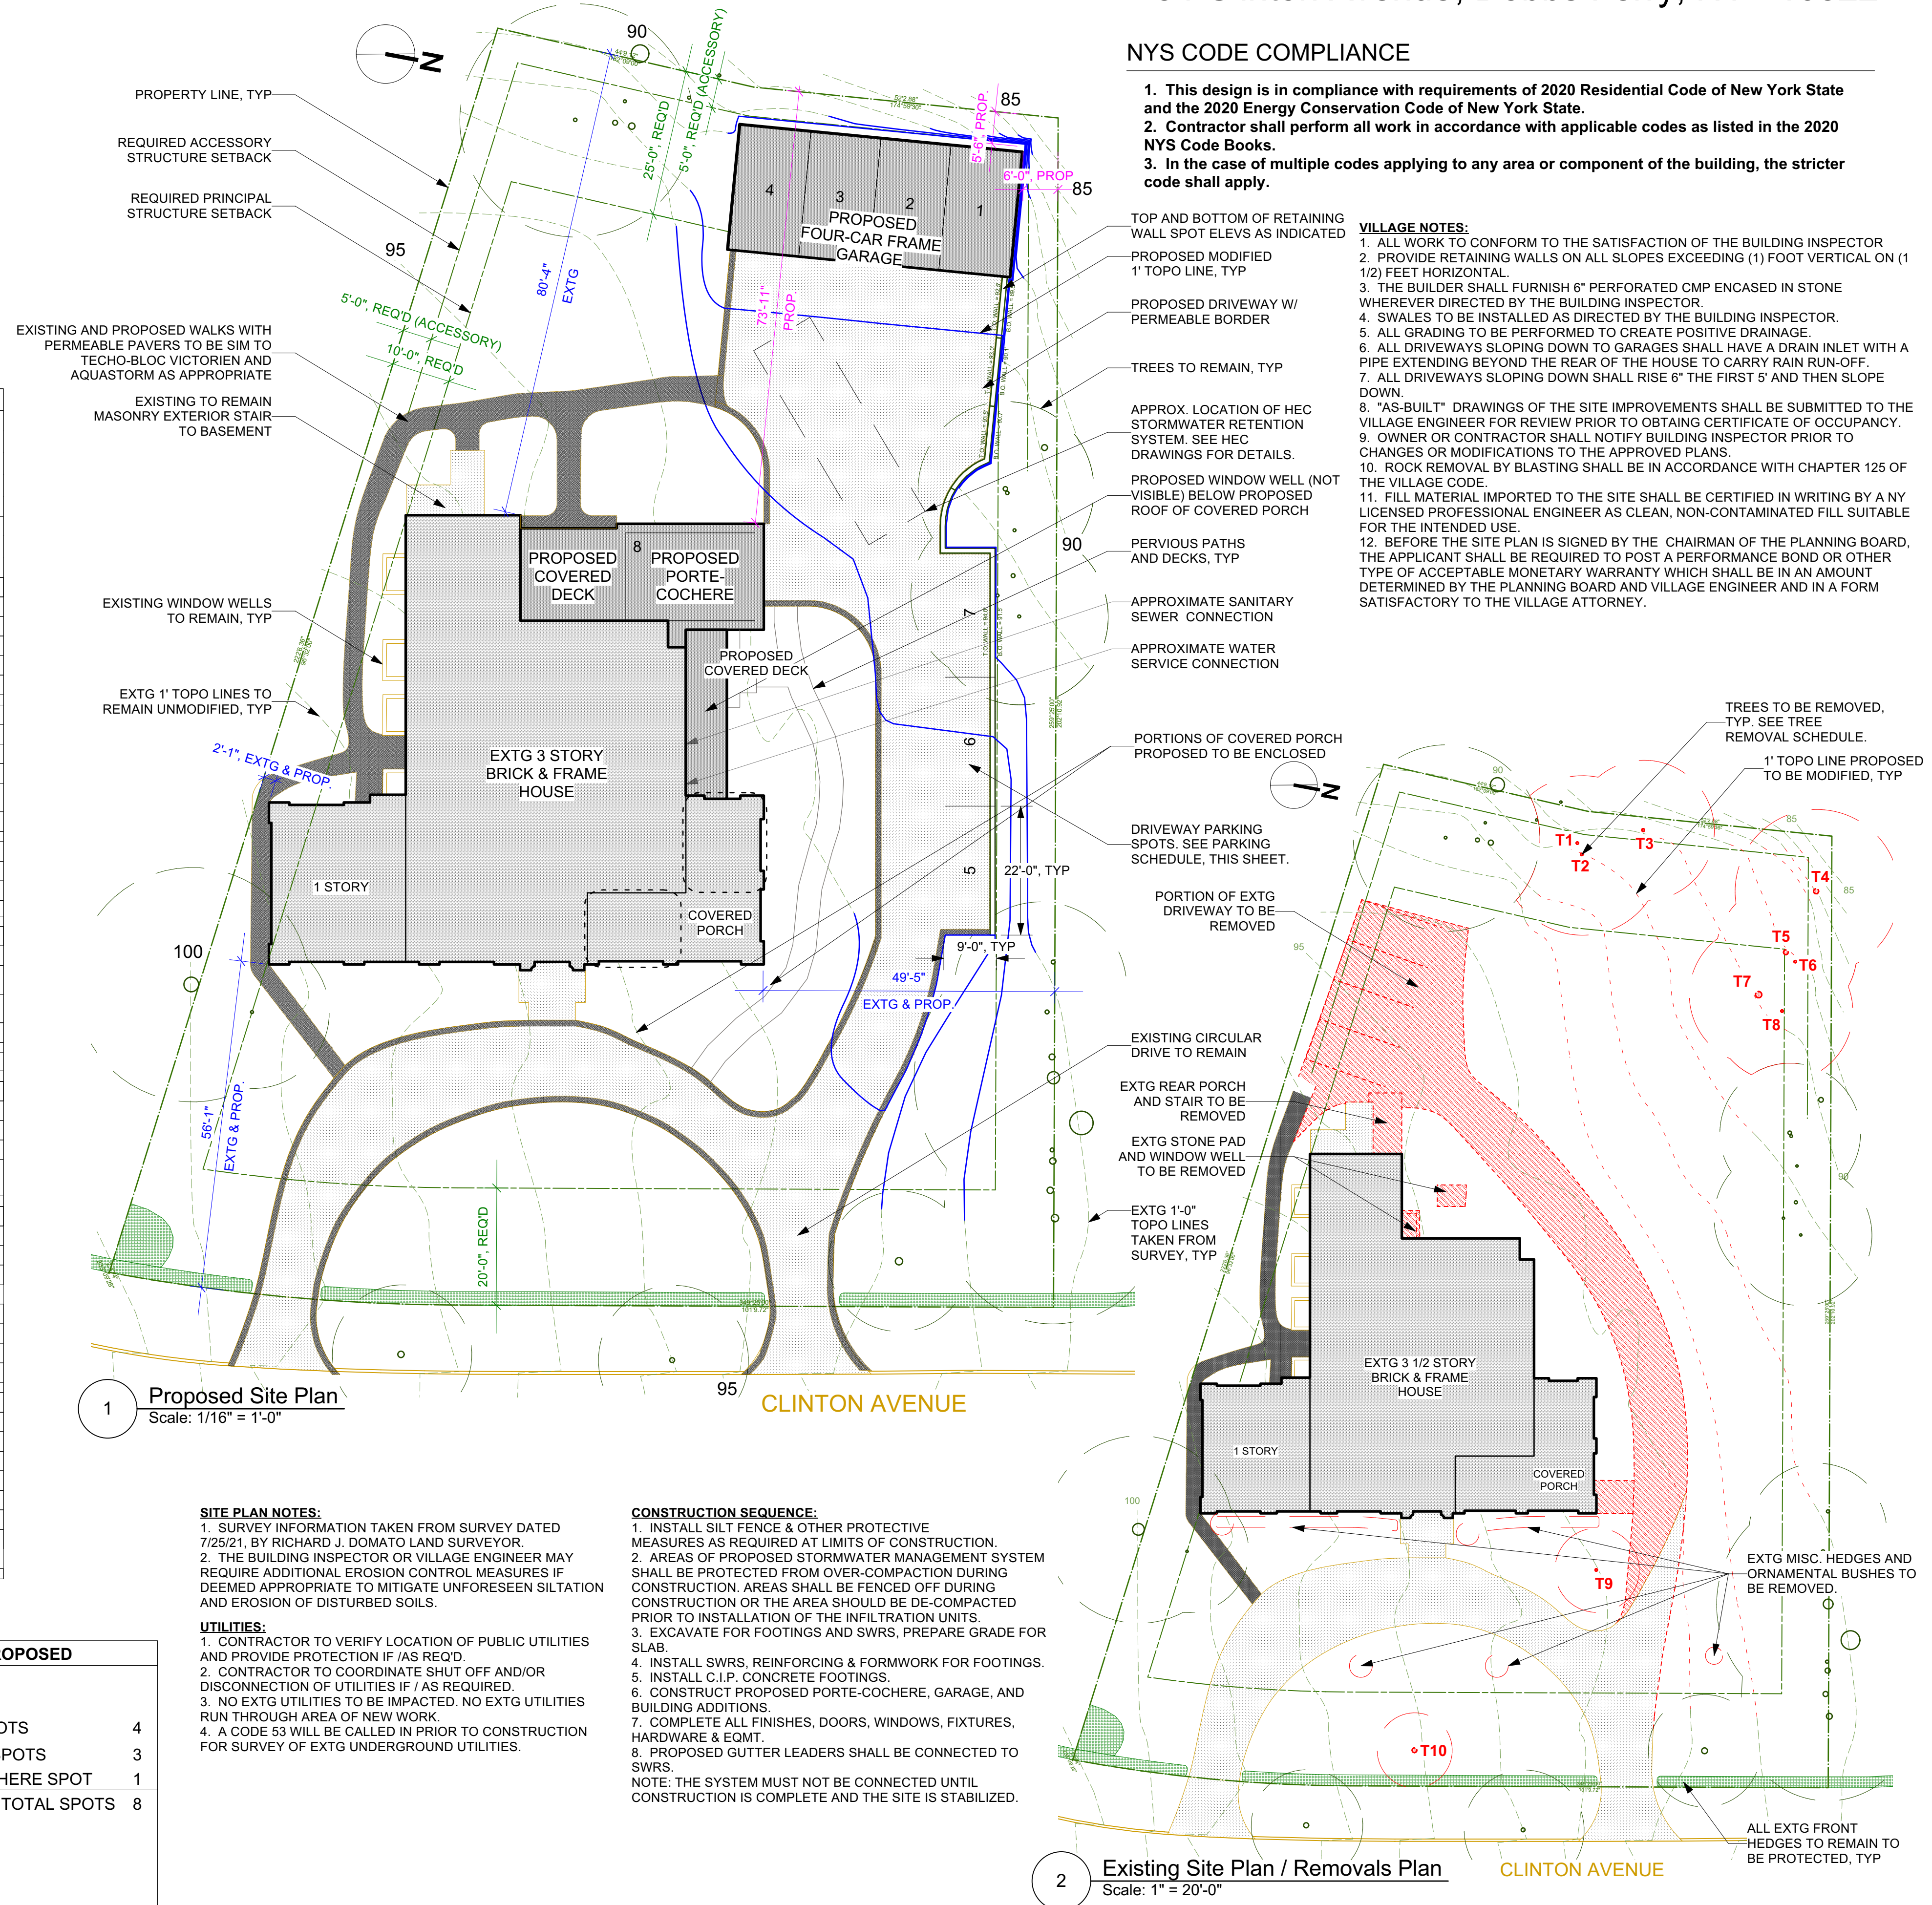 NYS CODE COMPLIANCE
1. This design is in compliance with requirements of 2020 Residential Code of New York State
and the 2020 Energy Conservation Code of New York State.
2. Contractor shall perform all work in accordance with applicable codes as listed in the 2020
NYS Code Books.
3. In the case of multiple codes applying to any area or component of the building, the stricter
code shall apply.
VILLAGE NOTES:
1. ALL WORK TO CONFORM TO THE SATISFACTION OF THE BUILDING INSPECTOR
2. PROVIDE RETAINING WALLS ON ALL SLOPES EXCEEDING (1) FOOT VERTICAL ON (1
1/2) FEET HORIZONTAL.
3. THE BUILDER SHALL FURNISH 6" PERFORATED CMP ENCASED IN STONE
WHEREVER DIRECTED BY THE BUILDING INSPECTOR.
4. SWALES TO BE INSTALLED AS DIRECTED BY THE BUILDING INSPECTOR.
5. ALL GRADING TO BE PERFORMED TO CREATE POSITIVE DRAINAGE.
6. ALL DRIVEWAYS SLOPING DOWN TO GARAGES SHALL HAVE A DRAIN INLET WITH A
PIPE EXTENDING BEYOND THE REAR OF THE HOUSE TO CARRY RAIN RUN-OFF.
7. ALL DRIVEWAYS SLOPING DOWN SHALL RISE 6" THE FIRST 5' AND THEN SLOPE
DOWN.
8. "AS-BUILT" DRAWINGS OF THE SITE IMPROVEMENTS SHALL BE SUBMITTED TO THE
VILLAGE ENGINEER FOR REVIEW PRIOR TO OBTAING CERTIFICATE OF OCCUPANCY.
9. OWNER OR CONTRACTOR SHALL NOTIFY BUILDING INSPECTOR PRIOR TO
CHANGES OR MODIFICATIONS TO THE APPROVED PLANS.
10. ROCK REMOVAL BY BLASTING SHALL BE IN ACCORDANCE WITH CHAPTER 125 OF
THE VILLAGE CODE.
11. FILL MATERIAL IMPORTED TO THE SITE SHALL BE CERTIFIED IN WRITING BY A NY
LICENSED PROFESSIONAL ENGINEER AS CLEAN, NON-CONTAMINATED FILL SUITABLE
FOR THE INTENDED USE.
12. BEFORE THE SITE PLAN IS SIGNED BY THE CHAIRMAN OF THE PLANNING BOARD,
THE APPLICANT SHALL BE REQUIRED TO POST A PERFORMANCE BOND OR OTHER
TYPE OF ACCEPTABLE MONETARY WARRANTY WHICH SHALL BE IN AN AMOUNT
DETERMINED BY THE PLANNING BOARD AND VILLAGE ENGINEER AND IN A FORM
SATISFACTORY TO THE VILLAGE ATTORNEY.
N
PROPERTY LINE, TYP
REQUIRED ACCESSORY
STRUCTURE SETBACK
REQUIRED PRINCIPAL
STRUCTURE SETBACK
EXISTING AND PROPOSED WALKS WITH
PERMEABLE PAVERS TO BE SIM TO
TECHO-BLOC VICTORIEN AND
AQUASTORM AS APPROPRIATE
EXISTING TO REMAIN
MASONRY EXTERIOR STAIR
TO BASEMENT
EXISTING WINDOW WELLS
TO REMAIN, TYP
EXTG 1' TOPO LINES TO
REMAIN UNMODIFIED, TYP
90
85
85
95
90
100
95
25'-0", REQ'D
5'-0", REQ'D (ACCESSORY)
5'-6", PROP.
6'-0", PROP
80'-4"
EXTG
73'-11"
PROP.
5'-0", REQ'D (ACCESSORY)
10'-0", REQ'D
2'-1", EXTG & PROP.
56'-1"
EXTG & PROP.
20'-0", REQ'D
49'-5"
EXTG & PROP.
22'-0", TYP
9'-0", TYP
4
3
2
1
PROPOSED
FOUR-CAR FRAME
GARAGE
8
PROPOSED
COVERED
DECK
PROPOSED
PORTE-
COCHERE
PROPOSED
COVERED DECK
7
6
5
EXTG 3 STORY
BRICK & FRAME
HOUSE
1 STORY
COVERED
PORCH
TOP AND BOTTOM OF RETAINING
WALL SPOT ELEVS AS INDICATED
PROPOSED MODIFIED
1' TOPO LINE, TYP
PROPOSED DRIVEWAY W/
PERMEABLE BORDER
TREES TO REMAIN, TYP
APPROX. LOCATION OF HEC
STORMWATER RETENTION
SYSTEM. SEE HEC
DRAWINGS FOR DETAILS.
PROPOSED WINDOW WELL (NOT
VISIBLE) BELOW PROPOSED
ROOF OF COVERED PORCH
PERVIOUS PATHS
AND DECKS, TYP
APPROXIMATE SANITARY
SEWER CONNECTION
APPROXIMATE WATER
SERVICE CONNECTION
PORTIONS OF COVERED PORCH
PROPOSED TO BE ENCLOSED
DRIVEWAY PARKING
SPOTS. SEE PARKING
SCHEDULE, THIS SHEET.
EXISTING CIRCULAR
DRIVE TO REMAIN
EXTG 1'-0"
TOPO LINES
TAKEN FROM
SURVEY, TYP
1
Proposed Site Plan
Scale: 1/16" = 1'-0"
CLINTON AVENUE
N
TREES TO BE REMOVED,
TYP. SEE TREE
REMOVAL SCHEDULE.
1' TOPO LINE PROPOSED
TO BE MODIFIED, TYP
PORTION OF EXTG
DRIVEWAY TO BE
REMOVED
EXTG REAR PORCH
AND STAIR TO BE
REMOVED
EXTG STONE PAD
AND WINDOW WELL
TO BE REMOVED
90
85
85
95
90
100
T1
T2
T3
T4
T5
T6
T7
T8
T9
T10
EXTG 3 1/2 STORY
BRICK & FRAME
HOUSE
1 STORY
COVERED
PORCH
EXTG MISC. HEDGES AND
ORNAMENTAL BUSHES TO
BE REMOVED.
ALL EXTG FRONT
HEDGES TO REMAIN TO
BE PROTECTED, TYP
2
Existing Site Plan / Removals Plan
Scale: 1" = 20'-0"
CLINTON AVENUE
SITE PLAN NOTES:
1. SURVEY INFORMATION TAKEN FROM SURVEY DATED
7/25/21, BY RICHARD J. DOMATO LAND SURVEYOR.
2. THE BUILDING INSPECTOR OR VILLAGE ENGINEER MAY
REQUIRE ADDITIONAL EROSION CONTROL MEASURES IF
DEEMED APPROPRIATE TO MITIGATE UNFORESEEN SILTATION
AND EROSION OF DISTURBED SOILS.
UTILITIES:
1. CONTRACTOR TO VERIFY LOCATION OF PUBLIC UTILITIES
AND PROVIDE PROTECTION IF /AS REQ'D.
2. CONTRACTOR TO COORDINATE SHUT OFF AND/OR
DISCONNECTION OF UTILITIES IF / AS REQUIRED.
3. NO EXTG UTILITIES TO BE IMPACTED. NO EXTG UTILITIES
RUN THROUGH AREA OF NEW WORK.
4. A CODE 53 WILL BE CALLED IN PRIOR TO CONSTRUCTION
FOR SURVEY OF EXTG UNDERGROUND UTILITIES.
CONSTRUCTION SEQUENCE:
1. INSTALL SILT FENCE & OTHER PROTECTIVE
MEASURES AS REQUIRED AT LIMITS OF CONSTRUCTION.
2. AREAS OF PROPOSED STORMWATER MANAGEMENT SYSTEM
SHALL BE PROTECTED FROM OVER-COMPACTION DURING
CONSTRUCTION. AREAS SHALL BE FENCED OFF DURING
CONSTRUCTION OR THE AREA SHOULD BE DE-COMPACTED
PRIOR TO INSTALLATION OF THE INFILTRATION UNITS.
3. EXCAVATE FOR FOOTINGS AND SWRS, PREPARE GRADE FOR
SLAB.
4. INSTALL SWRS, REINFORCING & FORMWORK FOR FOOTINGS.
5. INSTALL C.I.P. CONCRETE FOOTINGS.
6. CONSTRUCT PROPOSED PORTE-COCHERE, GARAGE, AND
BUILDING ADDITIONS.
7. COMPLETE ALL FINISHES, DOORS, WINDOWS, FIXTURES,
HARDWARE & EQMT.
8. PROPOSED GUTTER LEADERS SHALL BE CONNECTED TO
SWRS.
NOTE: THE SYSTEM MUST NOT BE CONNECTED UNTIL
CONSTRUCTION IS COMPLETE AND THE SITE IS STABILIZED.
OPOSED
OTS 4
SPOTS 3
HERE SPOT 1
TOTAL SPOTS 8